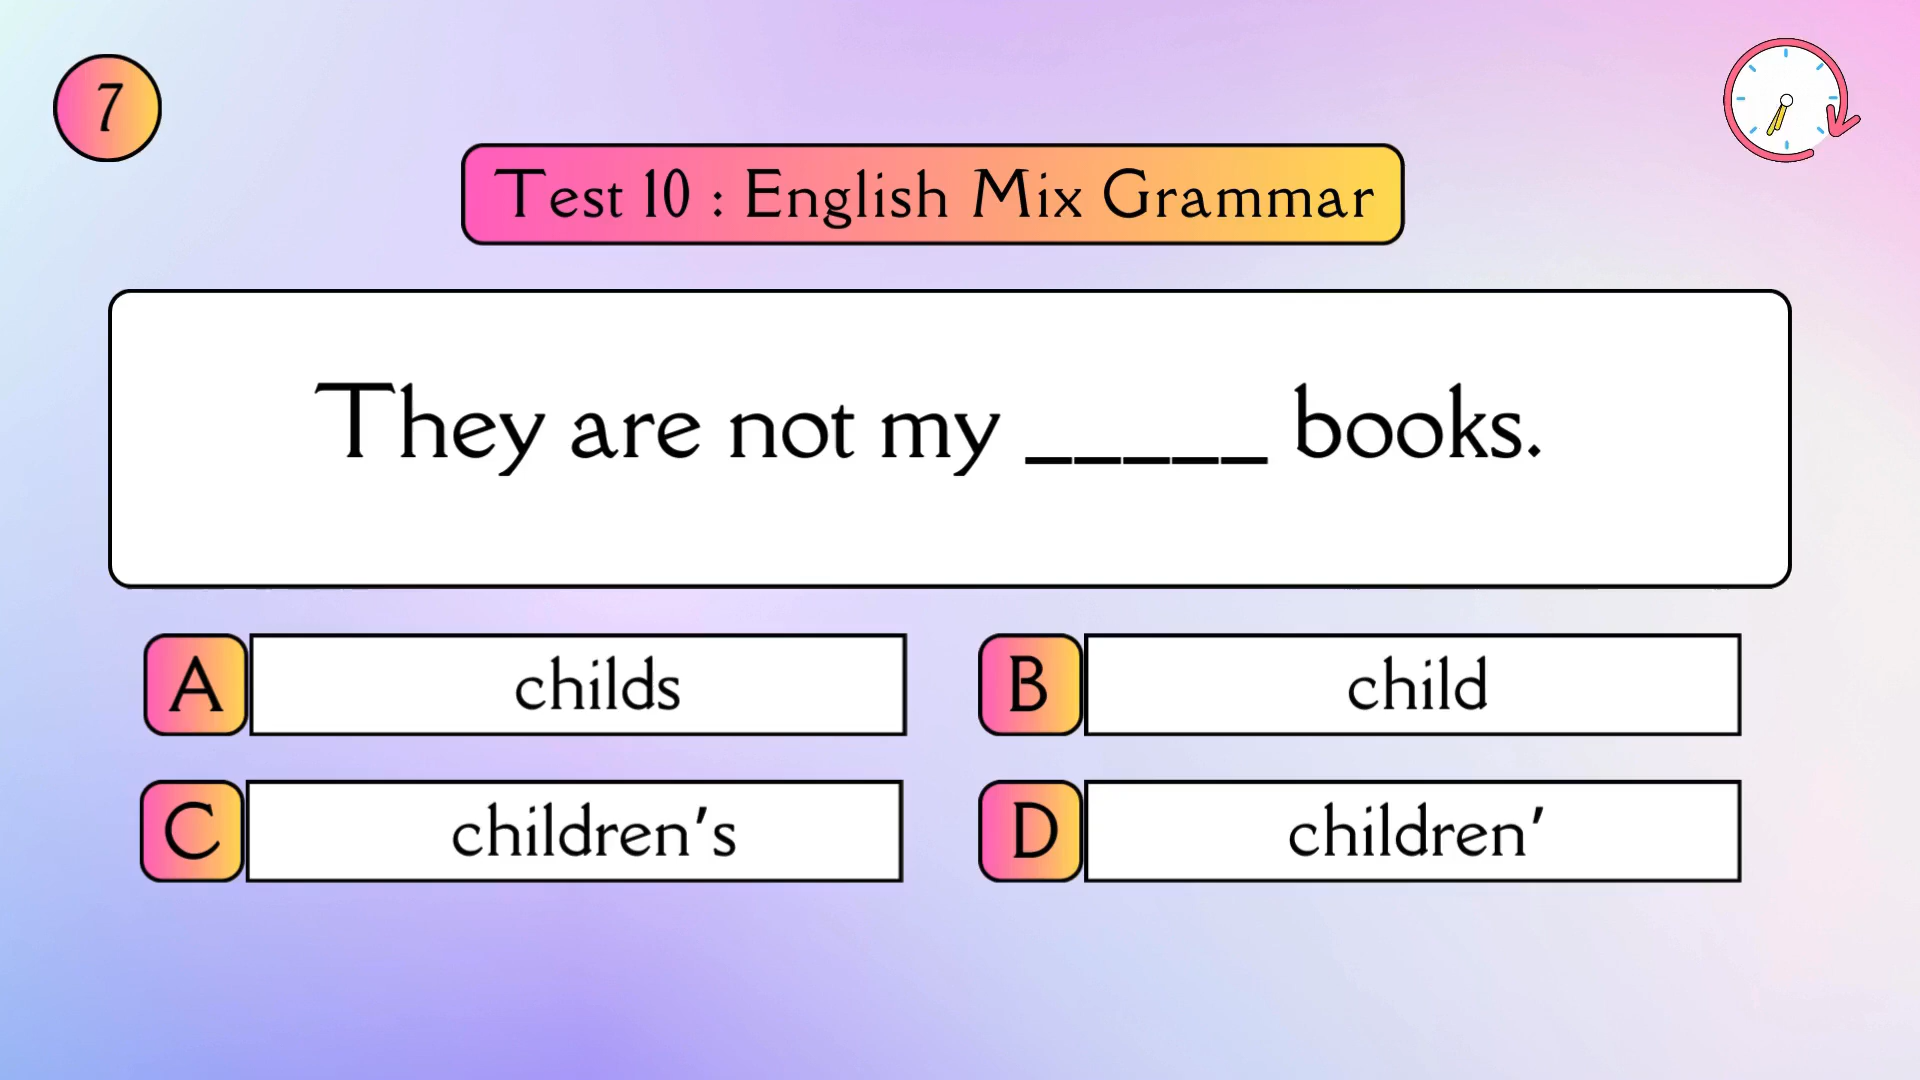 7
Test 10 : English Mix Grammar
They are not my _____ books.
A childs
B child
C children's
D children'